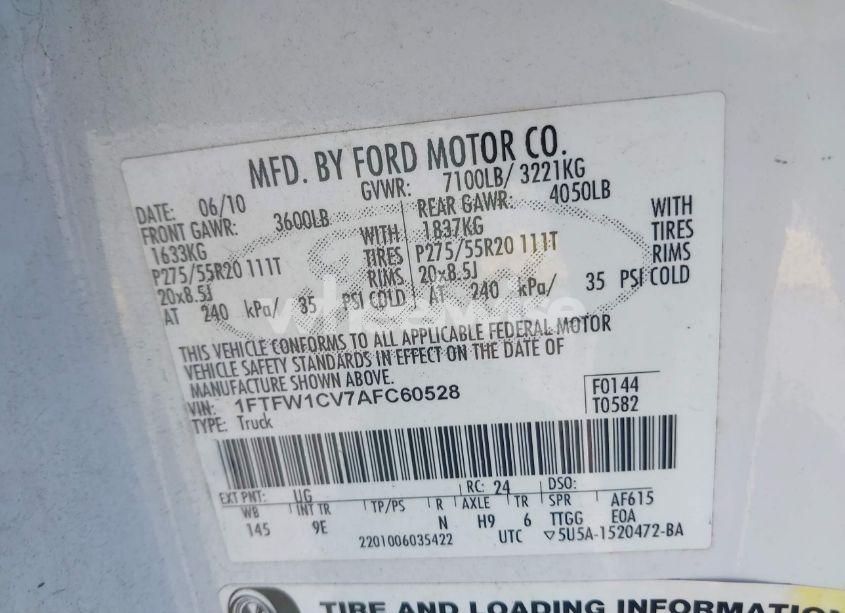 MFD. BY FORD MOTOR CO.
DATE: 06/10 GVWR: 7100LB/ 3221KG
FRONT GAWR: 3600LB REAR GAWR: 4050LB
1633KG WITH 1837KG WITH
P275/55R20 111T TIRES P275/55R20 111T TIRES
20x8.5J RIMS 20x8.5J RIMS
AT 240 kPa/ 35 PSI COLD AT 240 kPa/ 35 PSI COLD
THIS VEHICLE CONFORMS TO ALL APPLICABLE FEDERAL MOTOR
VEHICLE SAFETY STANDARDS IN EFFECT ON THE DATE OF
MANUFACTURE SHOWN ABOVE.
VIN: 1FTFW1CV7AFC60528 F0144
TYPE: Truck T0582
EXT PNT: UG RC: 24 DSO:
WB INT TR TP/PS R AXLE TR SPR AF615
145 9E N H9 6 TTGG E0A
2201006035422 UTC ▽5U5A-1520472-BA
TIRE AND LOADING INFORMATION